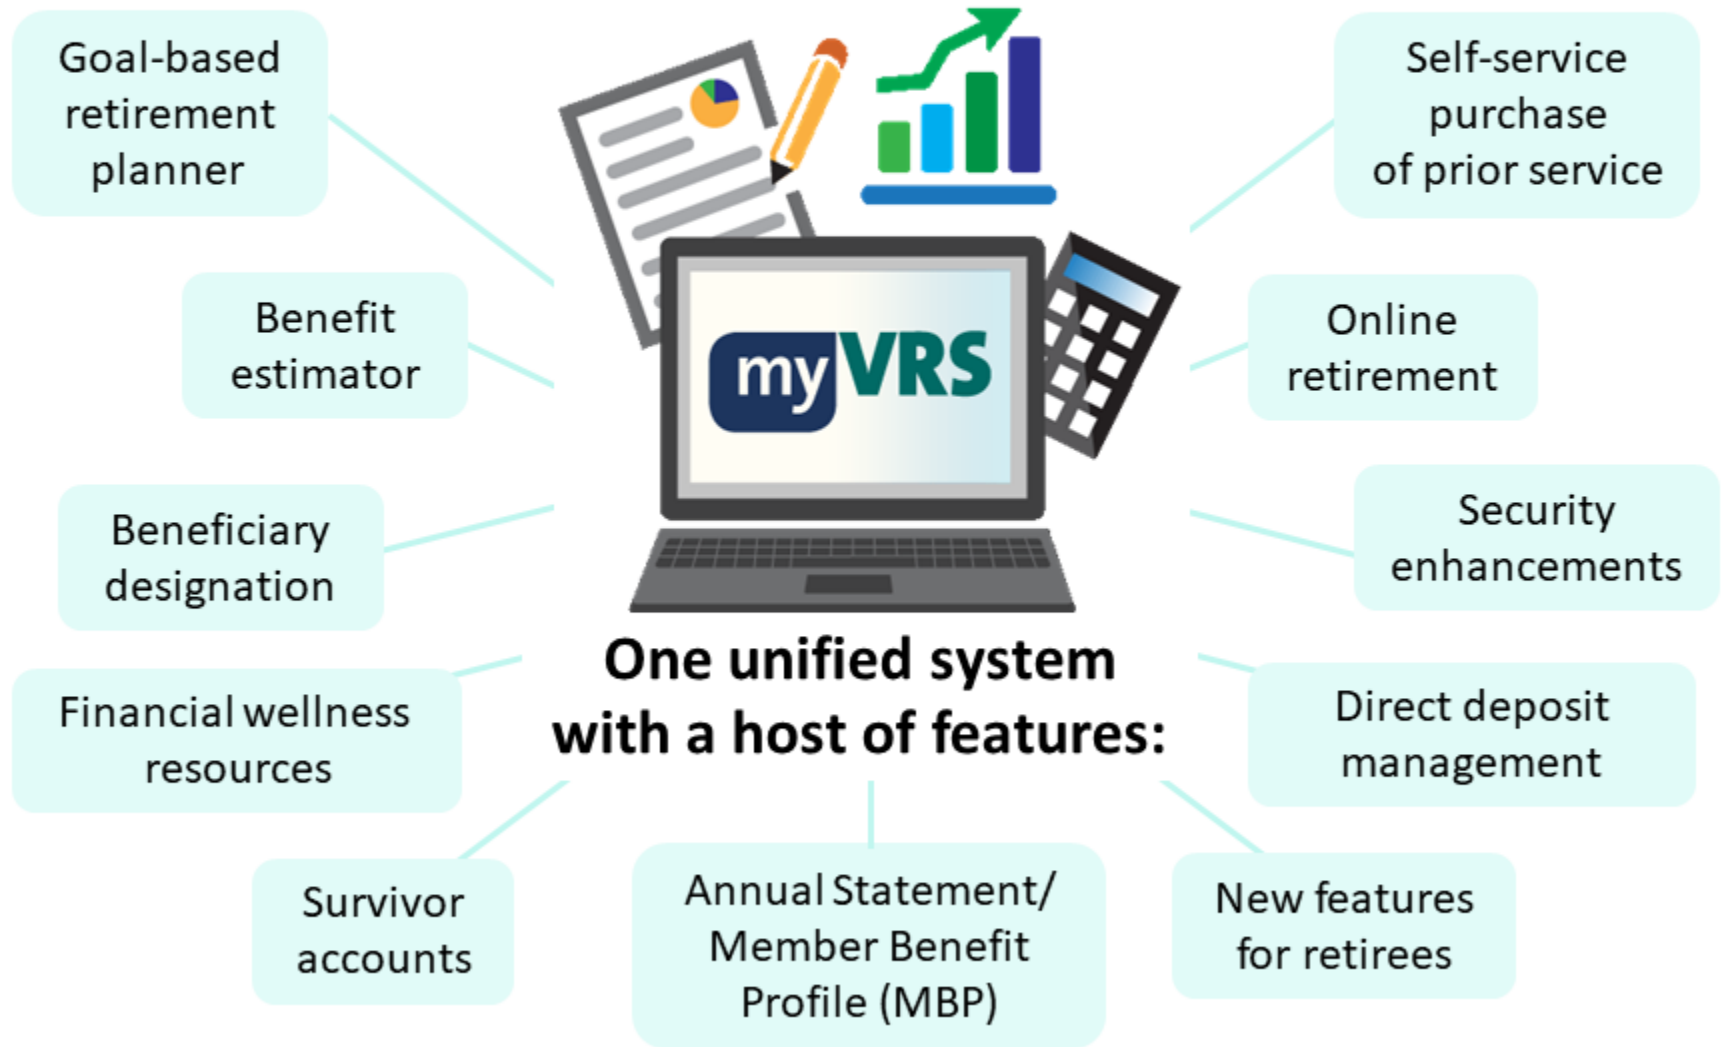 Goal-based
retirement
planner
Self-service
purchase
of prior service
Benefit
estimator
my VRS
Online
retirement
Beneficiary
designation
Security
enhancements
One unified system
with a host of features:
Financial wellness
resources
Direct deposit
management
Survivor
accounts
Annual Statement/
Member Benefit
Profile (MBP)
New features
for retirees